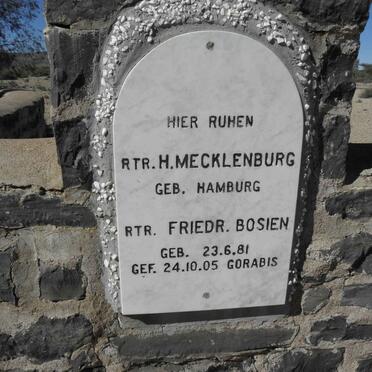 HIER RUHEN
RTR. H. MECKLENBURG
GEB. HAMBURG
RTR. FRIEDR. BOSIEN
GEB. 23.6.81
GEF. 24.10.05 GORABIS